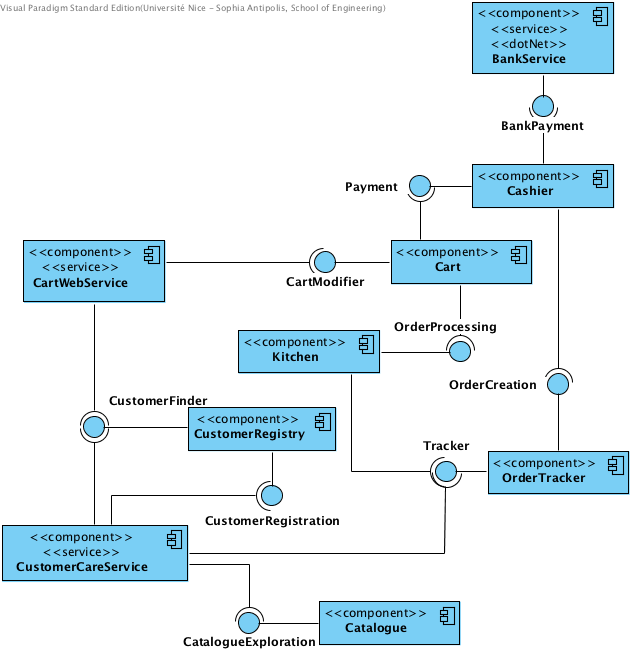 Visual Paradigm Standard Edition(Université Nice - Sophia Antipolis, School of Engineering)
<<component>>
<<service>>
<<dotNet>>
BankService
BankPayment
<<component>>
Cashier
Payment
<<component>>
<<service>>
CartWebService
CartModifier
<<component>>
Cart
OrderProcessing
<<component>>
Kitchen
OrderCreation
CustomerFinder
<<component>>
CustomerRegistry
Tracker
<<component>>
OrderTracker
CustomerRegistration
<<component>>
<<service>>
CustomerCareService
<<component>>
Catalogue
CatalogueExploration